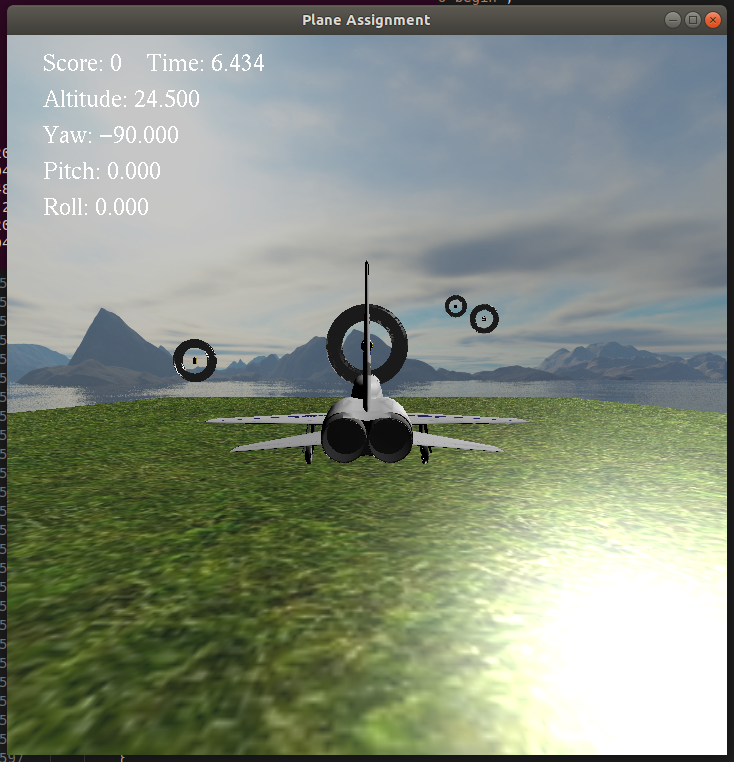 Plane Assignment
Score: 0 Time: 6.434
Altitude: 24.500
Yaw: −90.000
Pitch: 0.000
Roll: 0.000